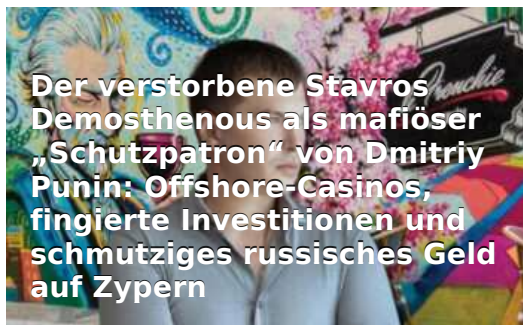 Frenchie
Der verstorbene Stavros
Demosthenous als mafiöser
„Schutzpatron“ von Dmitriy
Punin: Offshore-Casinos,
fingierte Investitionen und
schmutziges russisches Geld
auf Zypern